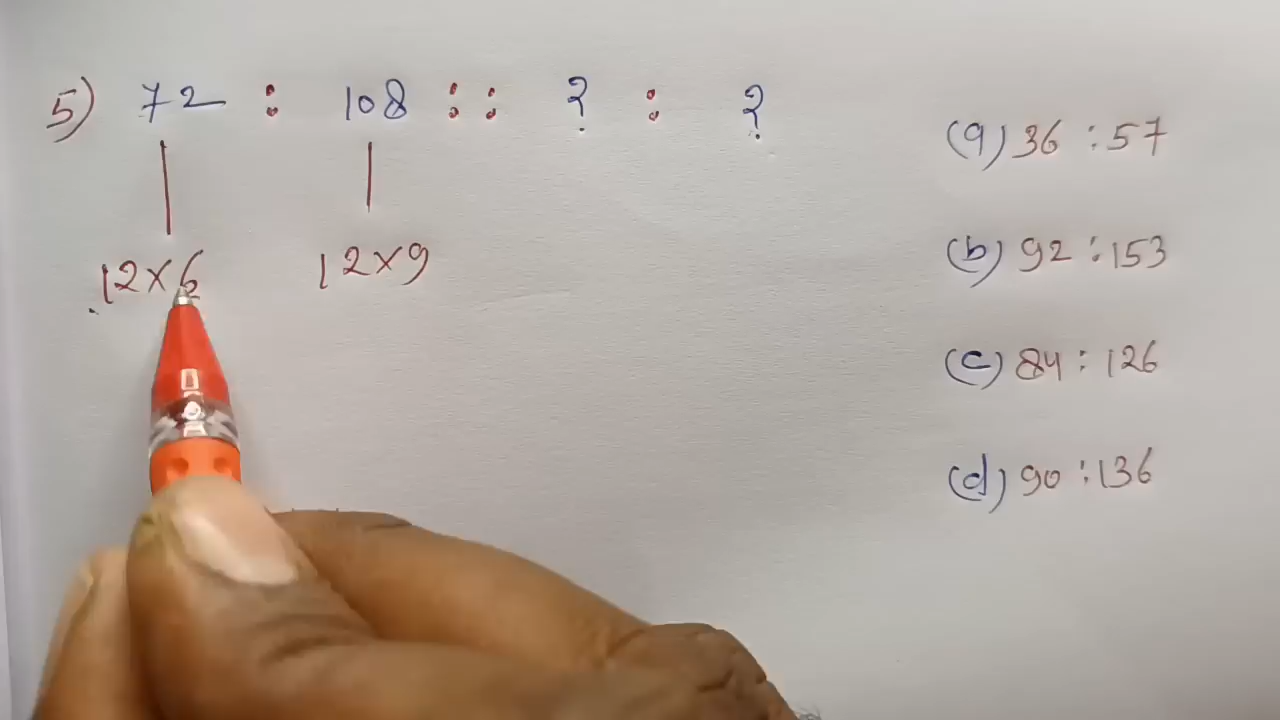 5) 72 : 108 :: ? : ?
12×6 12×9
(a) 36 : 57
(b) 92 : 153
(c) 84 : 126
(d) 90 : 136